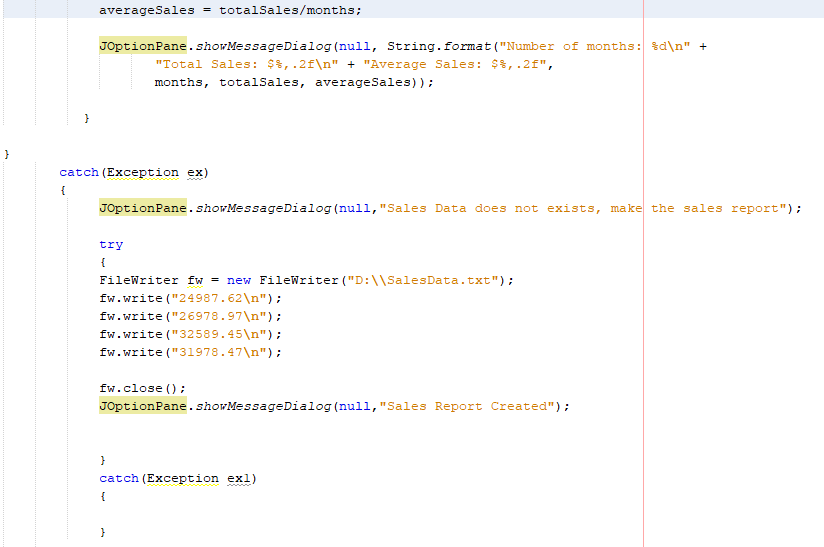 averageSales = totalSales/months;
JOptionPane.showMessageDialog(null, String.format("Number of months: %d\n" +
"Total Sales: $%,.2f\n" + "Average Sales: $%,.2f",
months, totalSales, averageSales));
}
}
catch(Exception ex)
{
JOptionPane.showMessageDialog(null,"Sales Data does not exists, make the sales report");
try
{
FileWriter fw = new FileWriter("D:\\SalesData.txt");
fw.write("24987.62\n");
fw.write("26978.97\n");
fw.write("32589.45\n");
fw.write("31978.47\n");
fw.close();
JOptionPane.showMessageDialog(null,"Sales Report Created");
}
catch(Exception ex1)
{
}